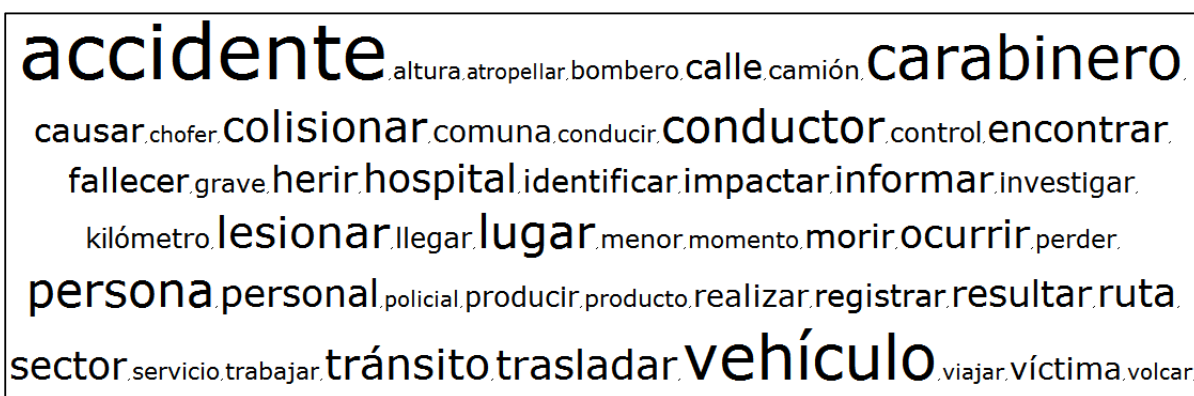 accidente, altura, atropellar, bombero, calle, camión, carabinero,
causar, chofer, colisionar, comuna, conducir, conductor, control, encontrar,
fallecer, grave, herir, hospital, identificar, impactar, informar, investigar,
kilómetro, lesionar, llegar, lugar, menor, momento, morir, ocurrir, perder,
persona, personal, policial, producir, producto, realizar, registrar, resultar, ruta,
sector, servicio, trabajar, tránsito, trasladar, vehículo, viajar, víctima, volcar,